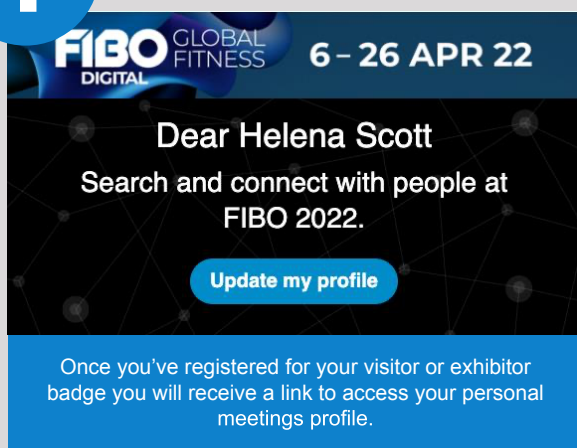 FIBO GLOBAL
FITNESS
DIGITAL
6 – 26 APR 22
Dear Helena Scott
Search and connect with people at
FIBO 2022.
Update my profile
Once you’ve registered for your visitor or exhibitor
badge you will receive a link to access your personal
meetings profile.